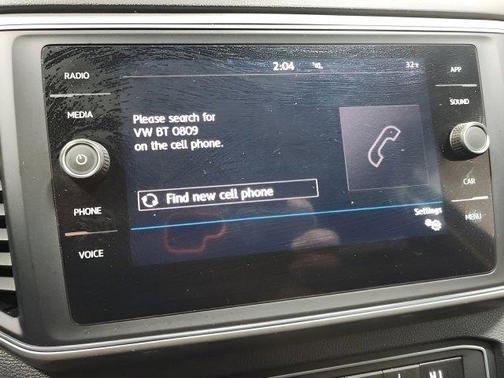 RADIO
MEDIA
PHONE
VOICE
2:04
32°F
Please search for
VW BT 0809
on the cell phone.
Find new cell phone
Settings
APP
SOUND
CAR
MENU